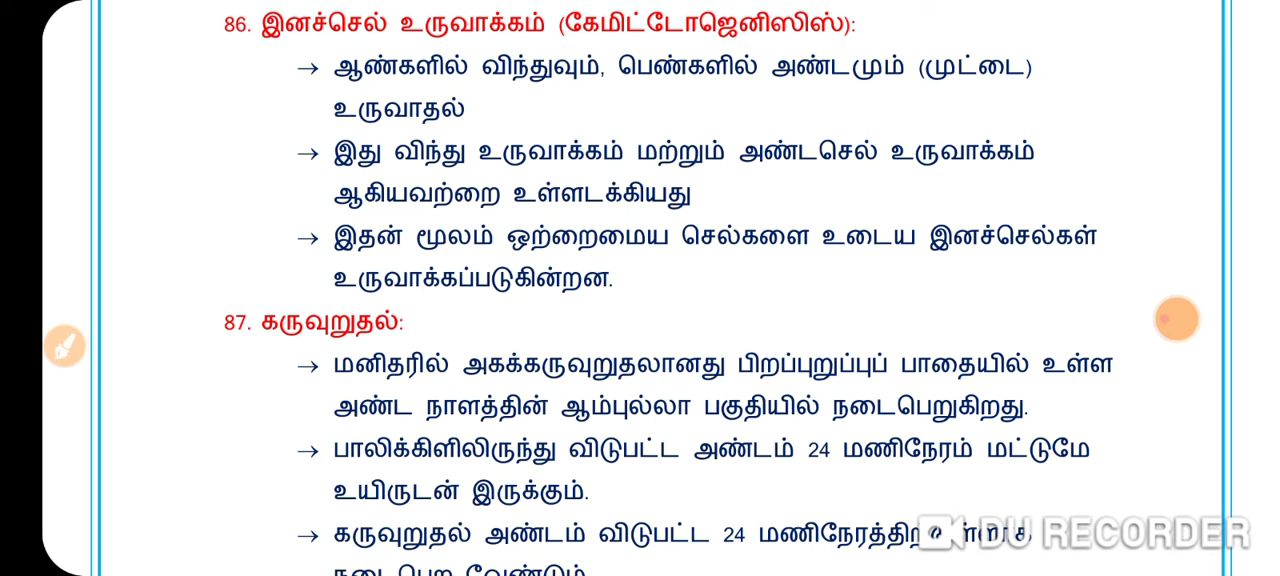 86. இனச்செல் உருவாக்கம் (கேமிட்டோஜெனிஸிஸ்):
→ ஆண்களில் விந்துவும், பெண்களில் அண்டமும் (முட்டை)
உருவாதல்
→ இது விந்து உருவாக்கம் மற்றும் அண்டசெல் உருவாக்கம்
ஆகியவற்றை உள்ளடக்கியது
→ இதன் மூலம் ஒற்றைமைய செல்களை உடைய இனச்செல்கள்
உருவாக்கப்படுகின்றன.
87. கருவுறுதல்:
→ மனிதரில் அகக்கருவுறுதலானது பிறப்புறுப்புப் பாதையில் உள்ள
அண்ட நாளத்தின் ஆம்புல்லா பகுதியில் நடைபெறுகிறது.
→ பாலிக்கிளிலிருந்து விடுபட்ட அண்டம் 24 மணிநேரம் மட்டுமே
உயிருடன் இருக்கும்.
→ கருவுறுதல் அண்டம் விடுபட்ட 24
DU RECORDER
நடைபெற வேண்டும்